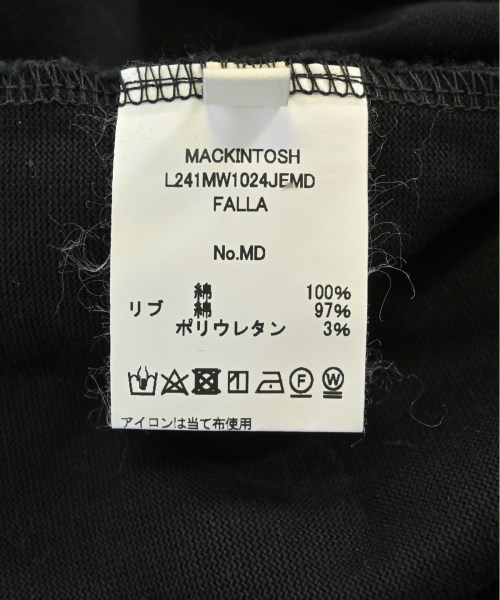 MACKINTOSH
L241MW1024JEMD
FALLA
No.MD
綿 100%
リブ 綿 97%
ポリウレタン 3%
F W
アイロンは当て布使用